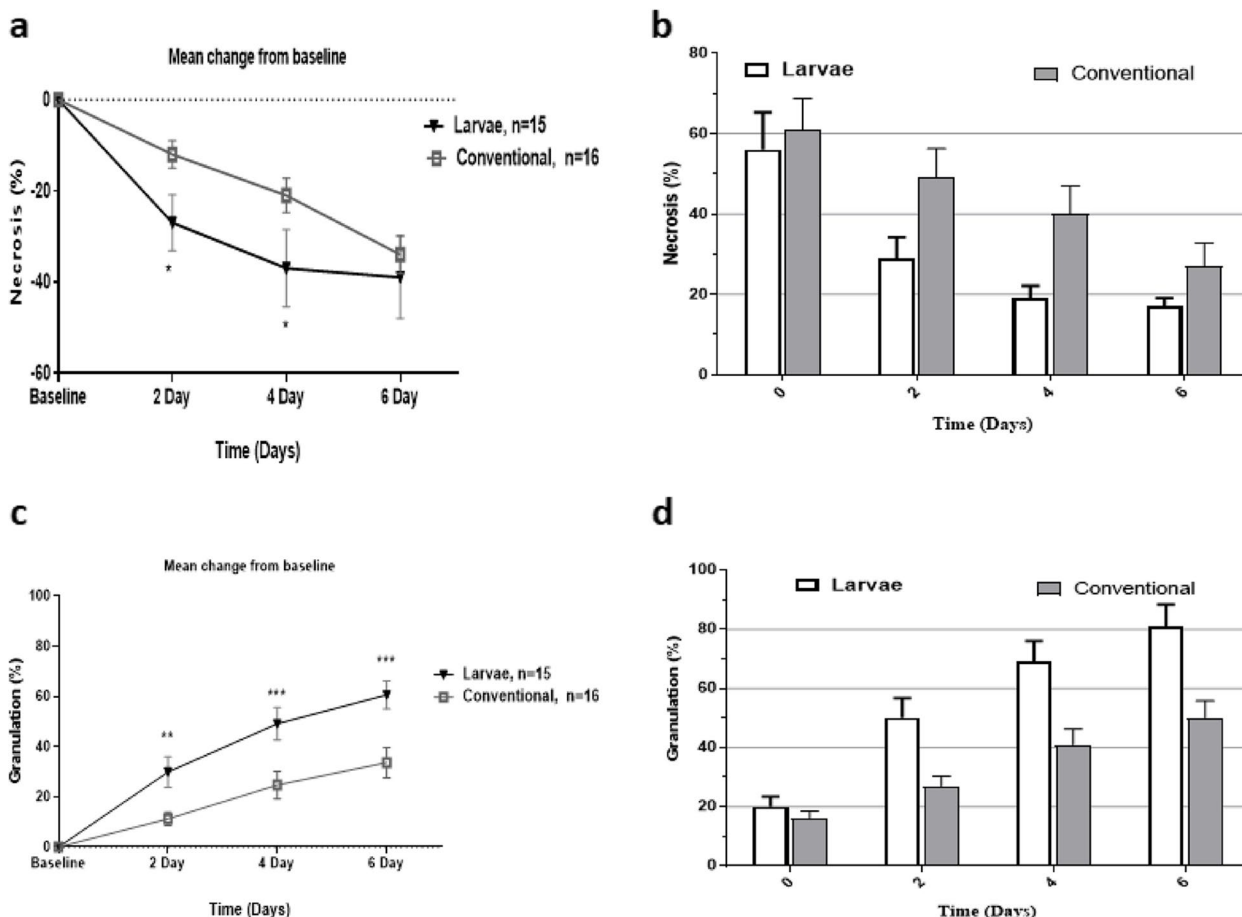 a
Mean change from baseline
0
-20
-40
-60
Necrosis (%)
Larvae, n=15
Conventional, n=16
*
*
Baseline 2 Day 4 Day 6 Day
Time (Days)
b
80
60
40
20
0
Necrosis (%)
Larvae Conventional
0 2 4 6
Time (Days)
c
Mean change from baseline
100
80
60
40
20
0
Granulation (%)
** *** ***
Larvae, n=15
Conventional, n=16
Baseline 2 Day 4 Day 6 Day
Time (Days)
d
100
80
60
40
20
0
Granulation (%)
Larvae Conventional
0 2 4 6
Time (Days)